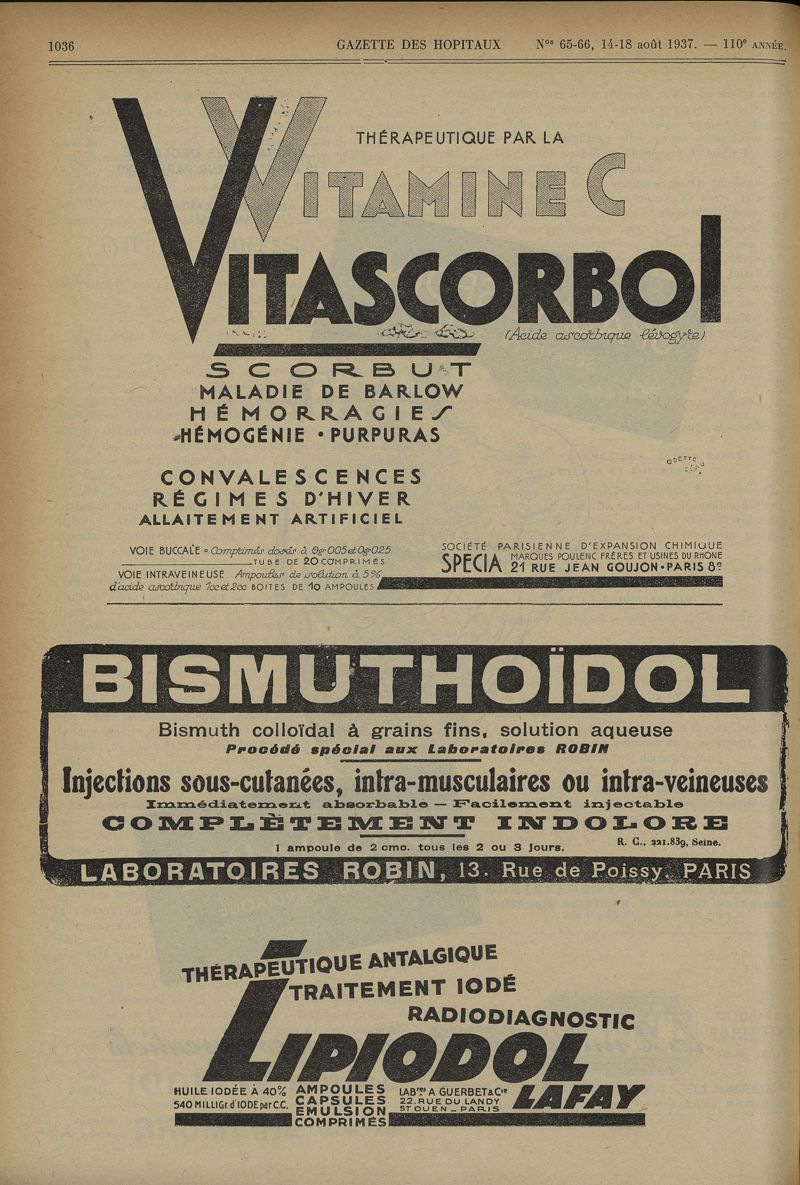 1036 GAZETTE DES HOPITAUX Nos 65-66, 14-18 août 1937. — 110e ANNÉE.
THÉRAPEUTIQUE PAR LA
VITAMINE C
VITASCORBOL
(Acide ascorbique lévogyre)
SCORBUT
MALADIE DE BARLOW
HÉMORRAGIES
HÉMOGÉNIE • PURPURAS
CONVALESCENCES
RÉGIMES D'HIVER
ALLAITEMENT ARTIFICIEL
ODETTE
VOIE BUCCALE • Comprimés dosés à 0gr005 et 0gr025
TUBE DE 20 COMPRIMÉS
VOIE INTRAVEINEUSE Ampoules de solution à 5%
d'acide ascorbique 1cc et 2cc BOITES DE 10 AMPOULES
SOCIÉTÉ PARISIENNE D'EXPANSION CHIMIQUE
SPECIA MARQUES POULENC FRÈRES ET USINES DU RHONE
21 RUE JEAN GOUJON • PARIS 8e
BISMUTHOÏDOL
Bismuth colloïdal à grains fins, solution aqueuse
Procédé spécial aux Laboratoires ROBIN
Injections sous-cutanées, intra-musculaires ou intra-veineuses
Immédiatement absorbable — Facilement injectable
COMPLÈTEMENT INDOLORE
1 ampoule de 2 cmc. tous les 2 ou 3 jours. R. C., 221.839, Seine.
LABORATOIRES ROBIN, 13. Rue de Poissy, PARIS
THÉRAPEUTIQUE ANTALGIQUE
TRAITEMENT IODÉ
RADIODIAGNOSTIC
LIPIODOL
LAFAY
HUILE IODÉE À 40%
540 MILLIGr d'IODE par C.C.
AMPOULES
CAPSULES
EMULSION
COMPRIMÉS
LABres A GUERBET & Cie
22. RUE DU LANDY
ST OUEN _ PARIS